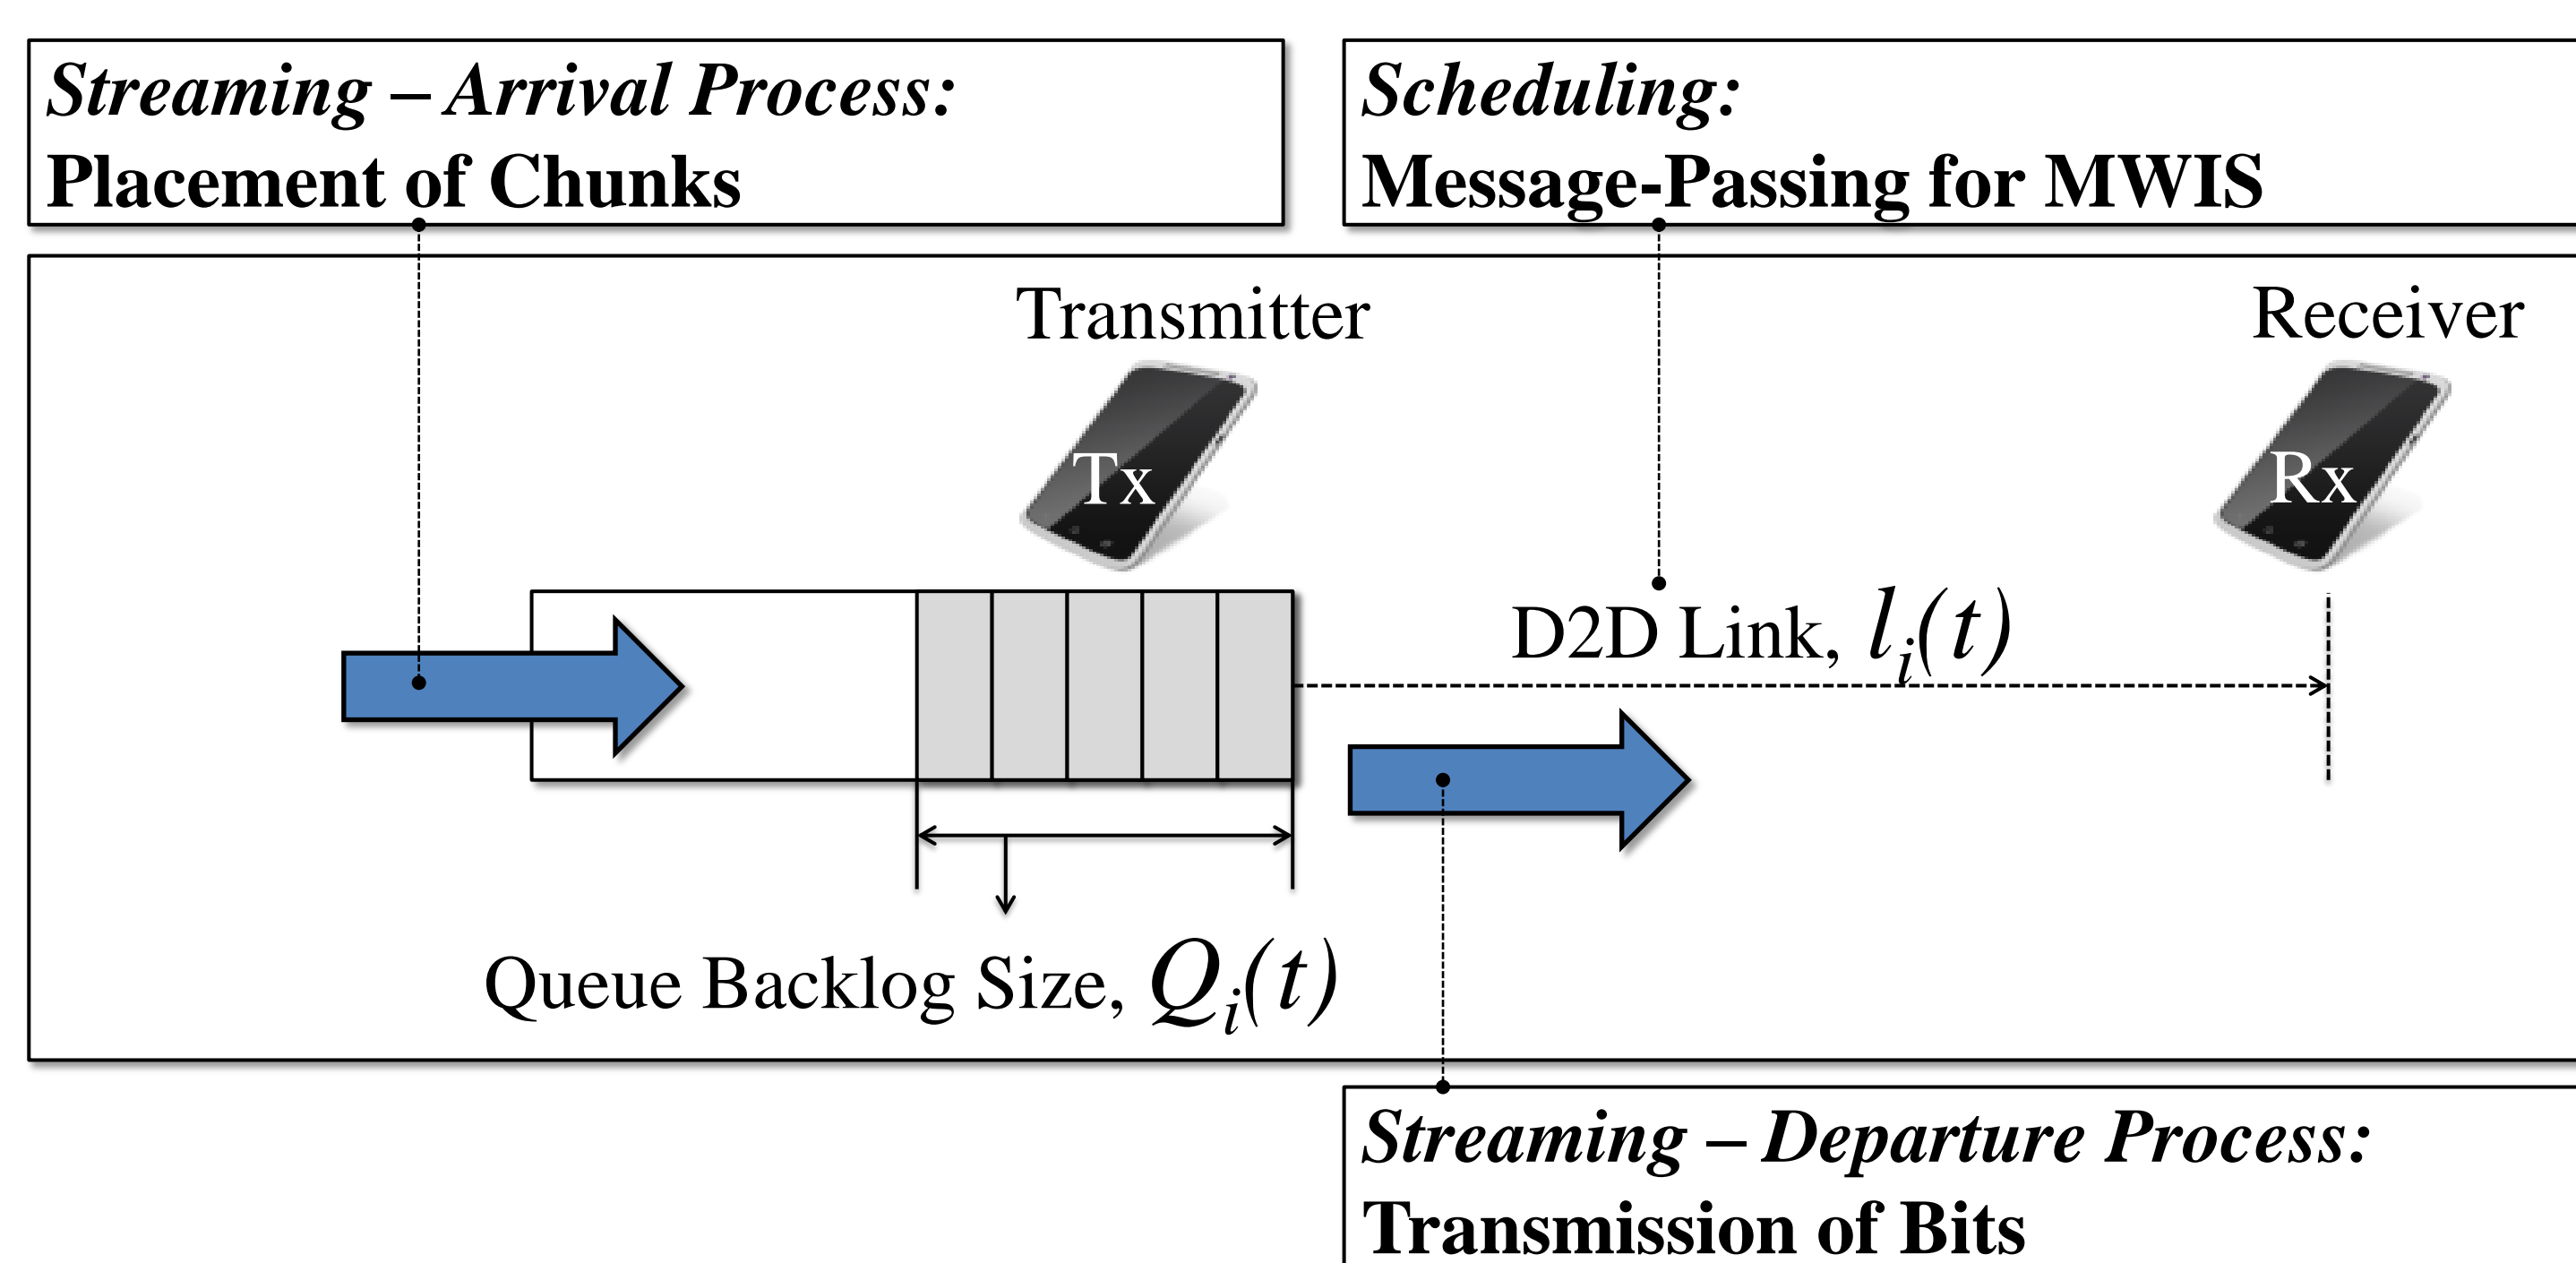 Streaming – Arrival Process:
Placement of Chunks
Scheduling:
Message-Passing for MWIS
Transmitter
Receiver
Tx
Rx
D2D Link, lᵢ(t)
Queue Backlog Size, Qᵢ(t)
Streaming – Departure Process:
Transmission of Bits